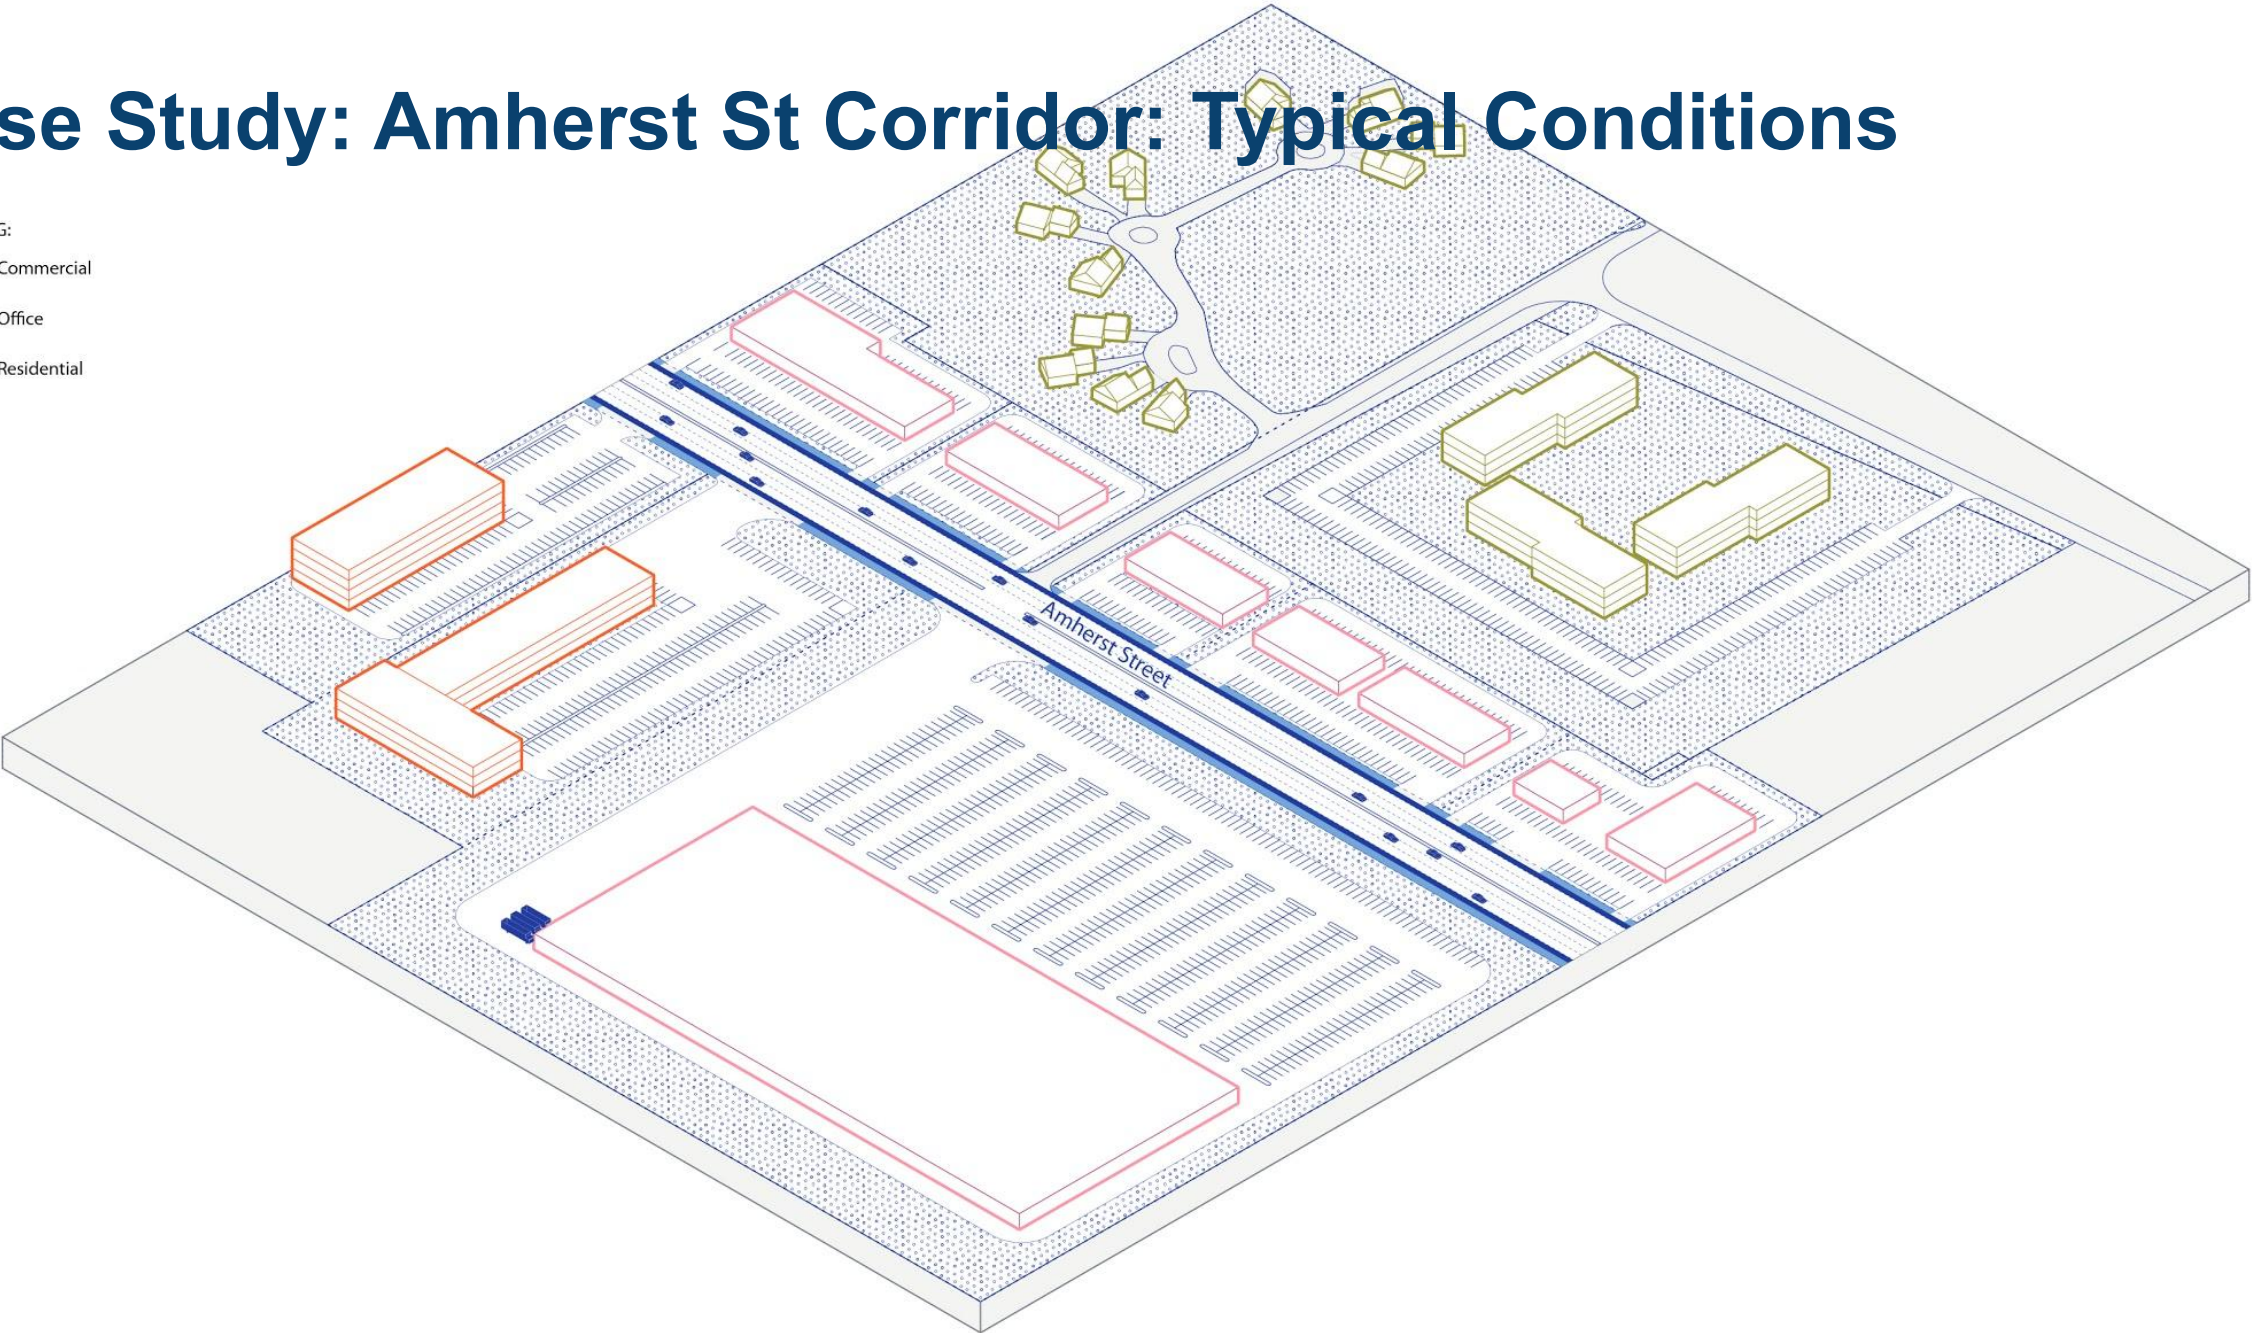 se Study: Amherst St Corridor: Typical Conditions
G:
Commercial
Office
Residential
Amherst Street